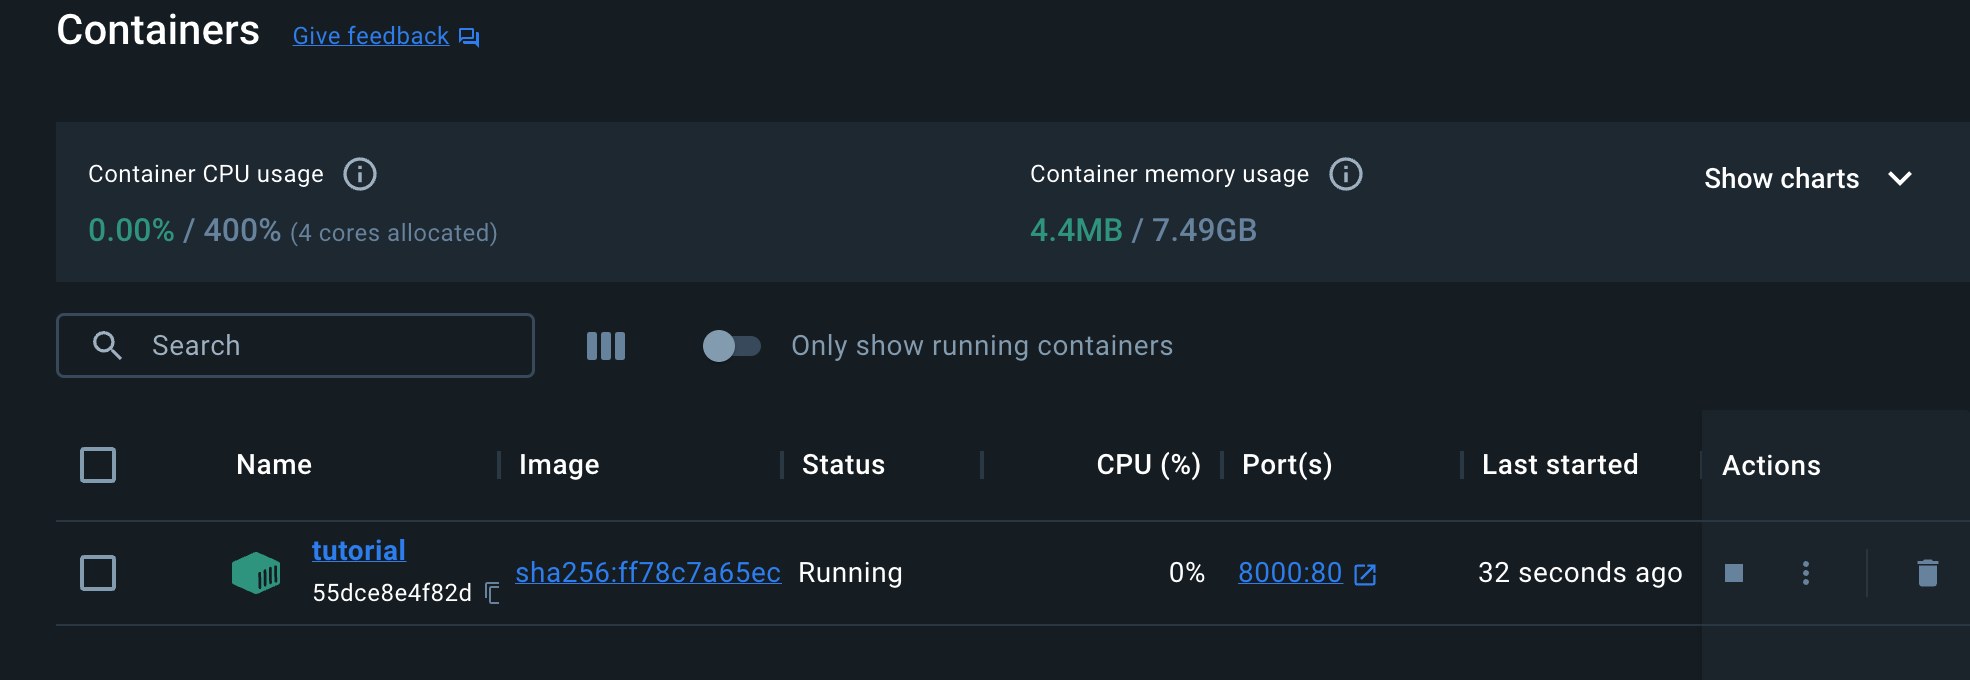 Containers Give feedback
Container CPU usage
0.00% / 400% (4 cores allocated)
Container memory usage
4.4MB / 7.49GB
Show charts
Search
Only show running containers
Name Image Status CPU (%) Port(s) Last started Actions
tutorial
55dce8e4f82d
sha256:ff78c7a65ec Running 0% 8000:80 32 seconds ago